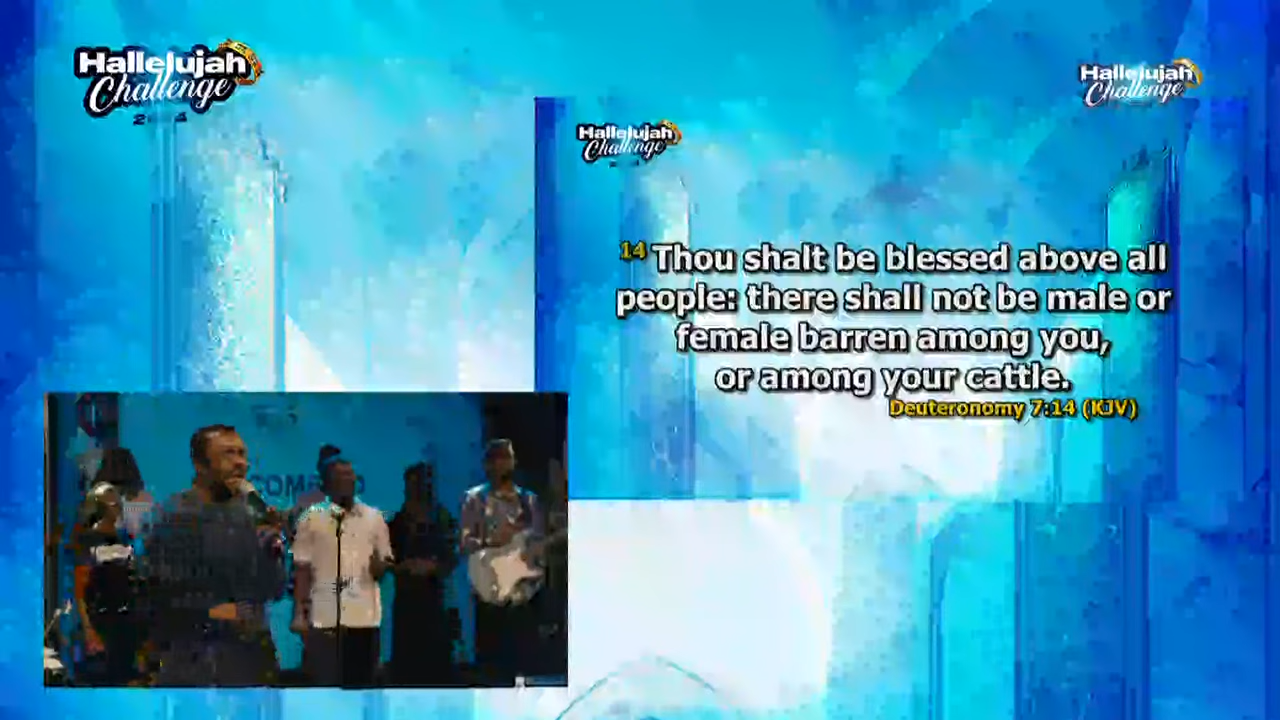 Hallelujah
Challenge
Hallelujah
Challenge
Hallelujah
Challenge
14 Thou shalt be blessed above all
people: there shall not be male or
female barren among you,
or among your cattle.
Deuteronomy 7:14 (KJV)